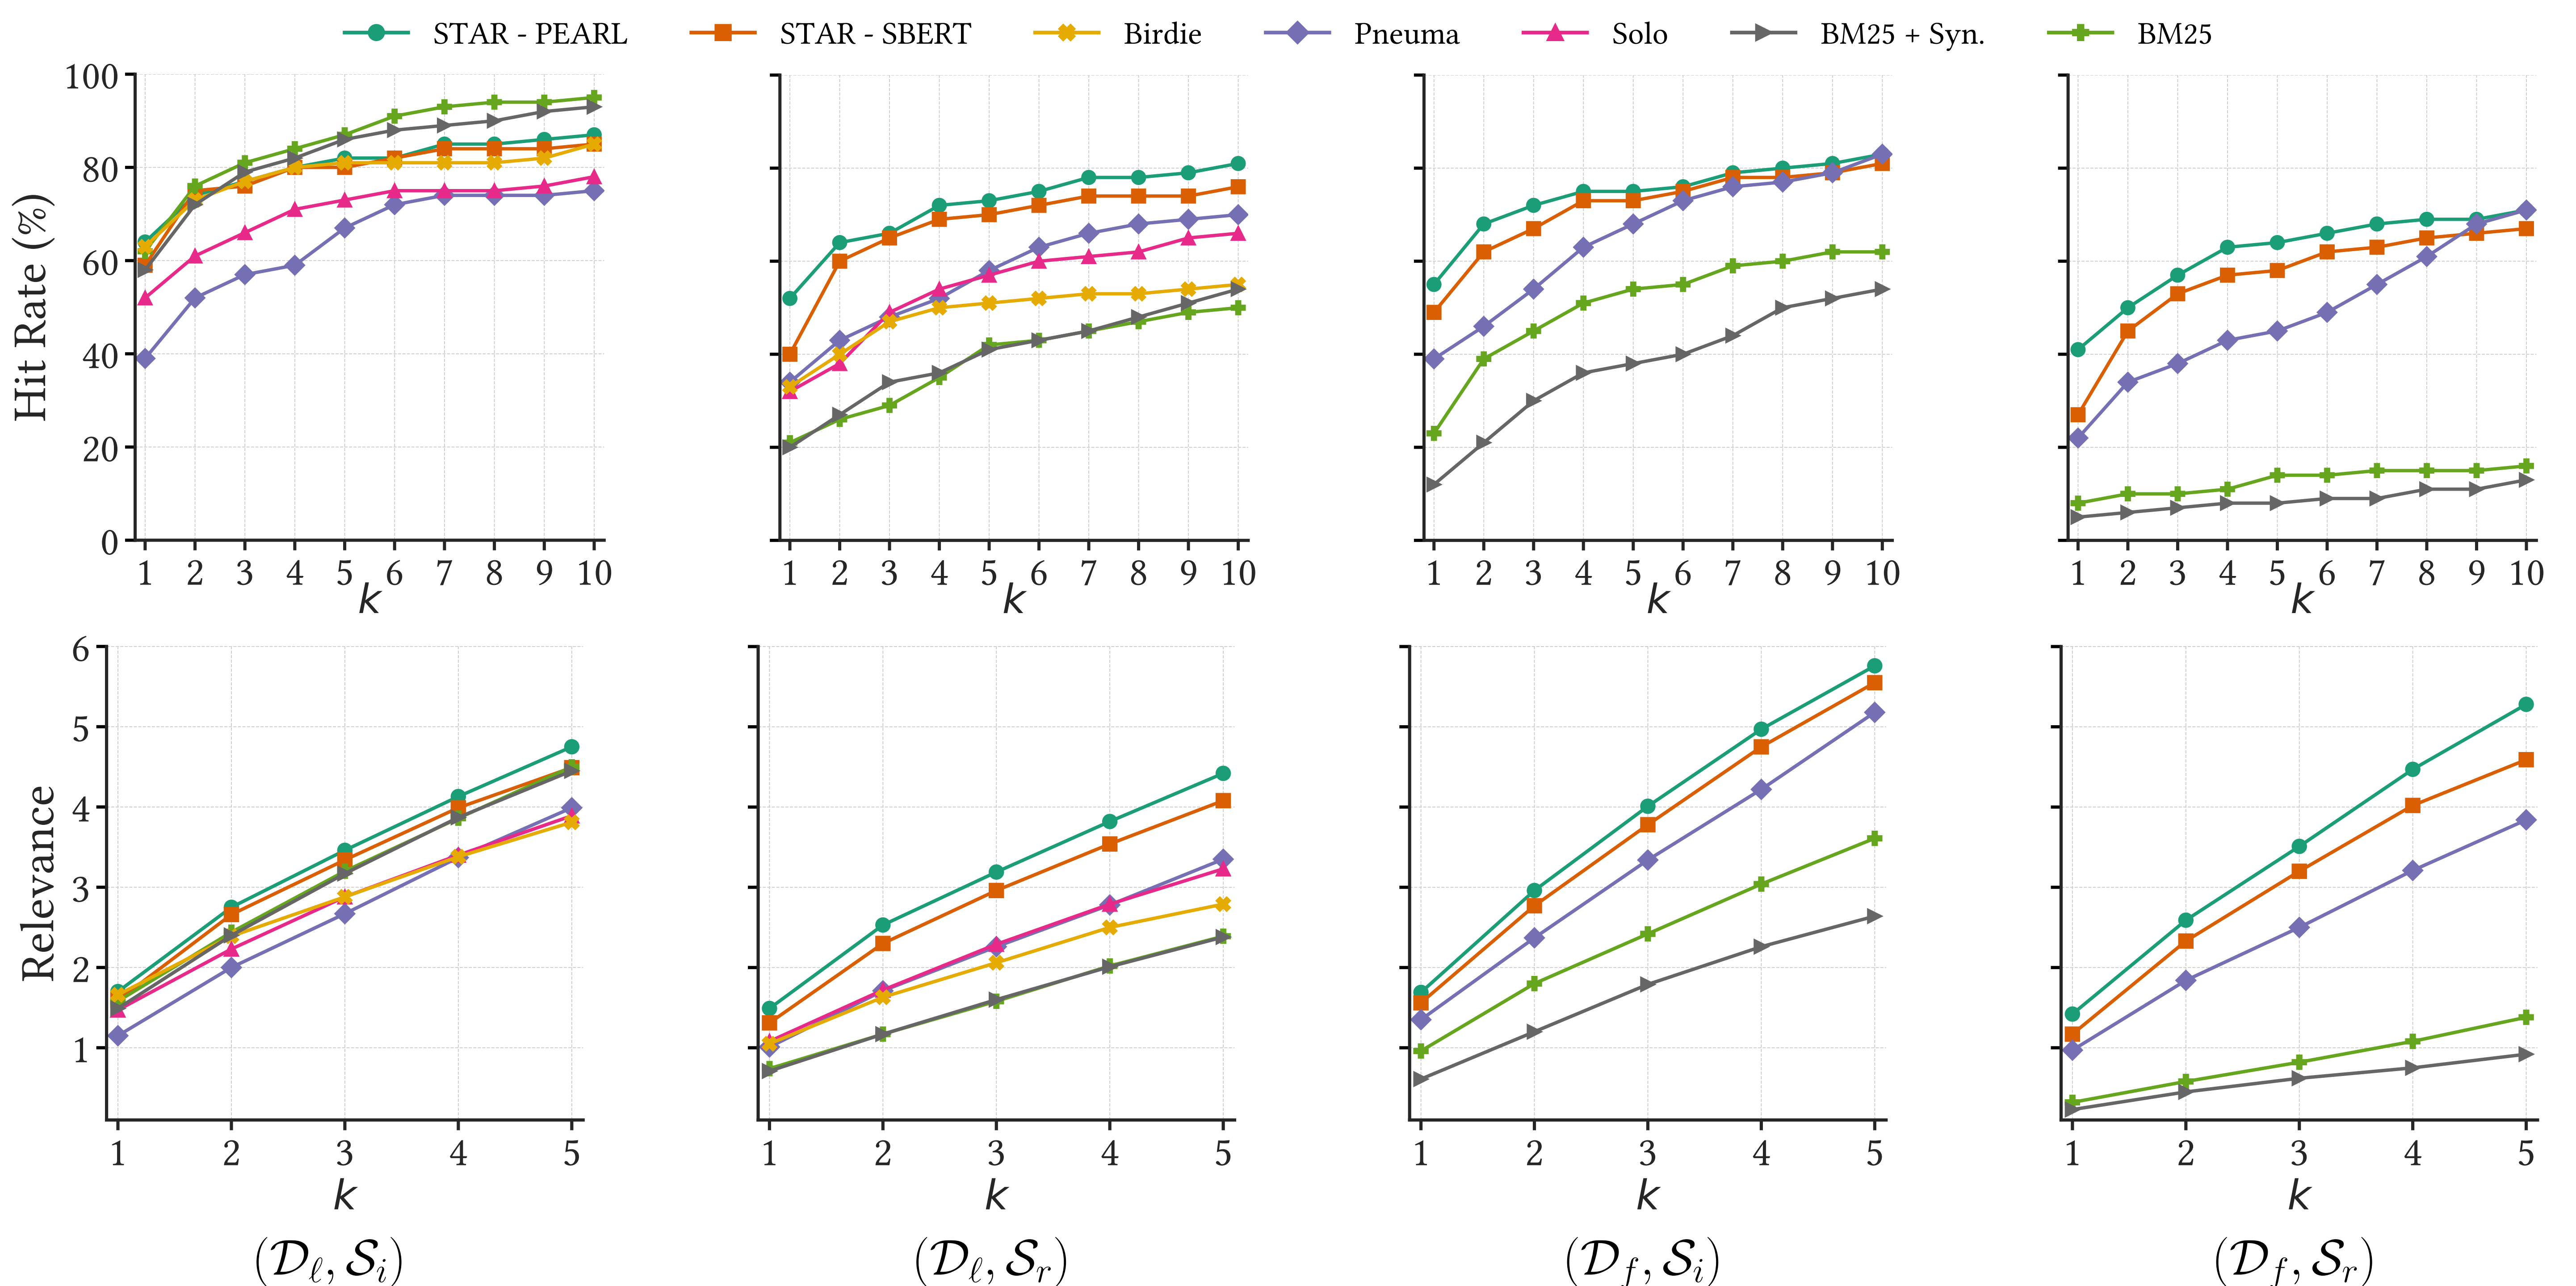 STAR - PEARL STAR - SBERT Birdie Pneuma Solo BM25 + Syn. BM25
Hit Rate (%)
100
80
60
40
20
0
1 2 3 4 5 6 7 8 9 10
k
1 2 3 4 5 6 7 8 9 10
k
1 2 3 4 5 6 7 8 9 10
k
1 2 3 4 5 6 7 8 9 10
k
Relevance
6
5
4
3
2
1
1 2 3 4 5
k
1 2 3 4 5
k
1 2 3 4 5
k
1 2 3 4 5
k
(𝒟ℓ, 𝒮i)
(𝒟ℓ, 𝒮r)
(𝒟f, 𝒮i)
(𝒟f, 𝒮r)